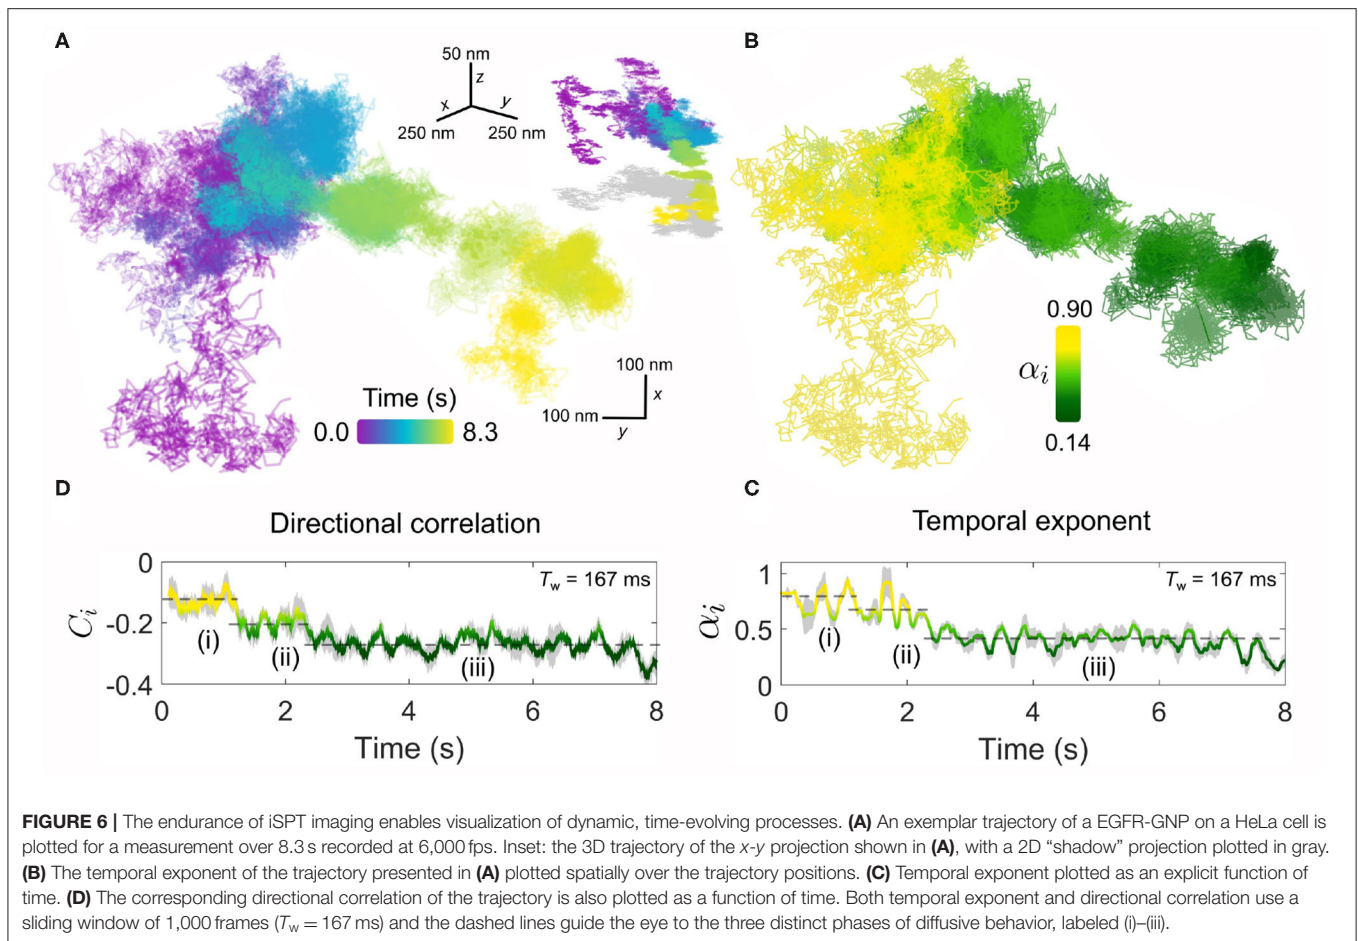 A
50 nm
z
x
y
250 nm
250 nm
100 nm
x
100 nm
y
Time (s)
0.0
8.3
B
0.90
αi
0.14
D
Directional correlation
0
-0.2
-0.4
Ci
Tw = 167 ms
(i)
(ii)
(iii)
0 2 4 6 8
Time (s)
C
Temporal exponent
1
0.5
0
αi
Tw = 167 ms
(i)
(ii)
(iii)
0 2 4 6 8
Time (s)
FIGURE 6 | The endurance of iSPT imaging enables visualization of dynamic, time-evolving processes. (A) An exemplar trajectory of a EGFR-GNP on a HeLa cell is
plotted for a measurement over 8.3 s recorded at 6,000 fps. Inset: the 3D trajectory of the x-y projection shown in (A), with a 2D “shadow” projection plotted in gray.
(B) The temporal exponent of the trajectory presented in (A) plotted spatially over the trajectory positions. (C) Temporal exponent plotted as an explicit function of
time. (D) The corresponding directional correlation of the trajectory is also plotted as a function of time. Both temporal exponent and directional correlation use a
sliding window of 1,000 frames (Tw = 167 ms) and the dashed lines guide the eye to the three distinct phases of diffusive behavior, labeled (i)–(iii).